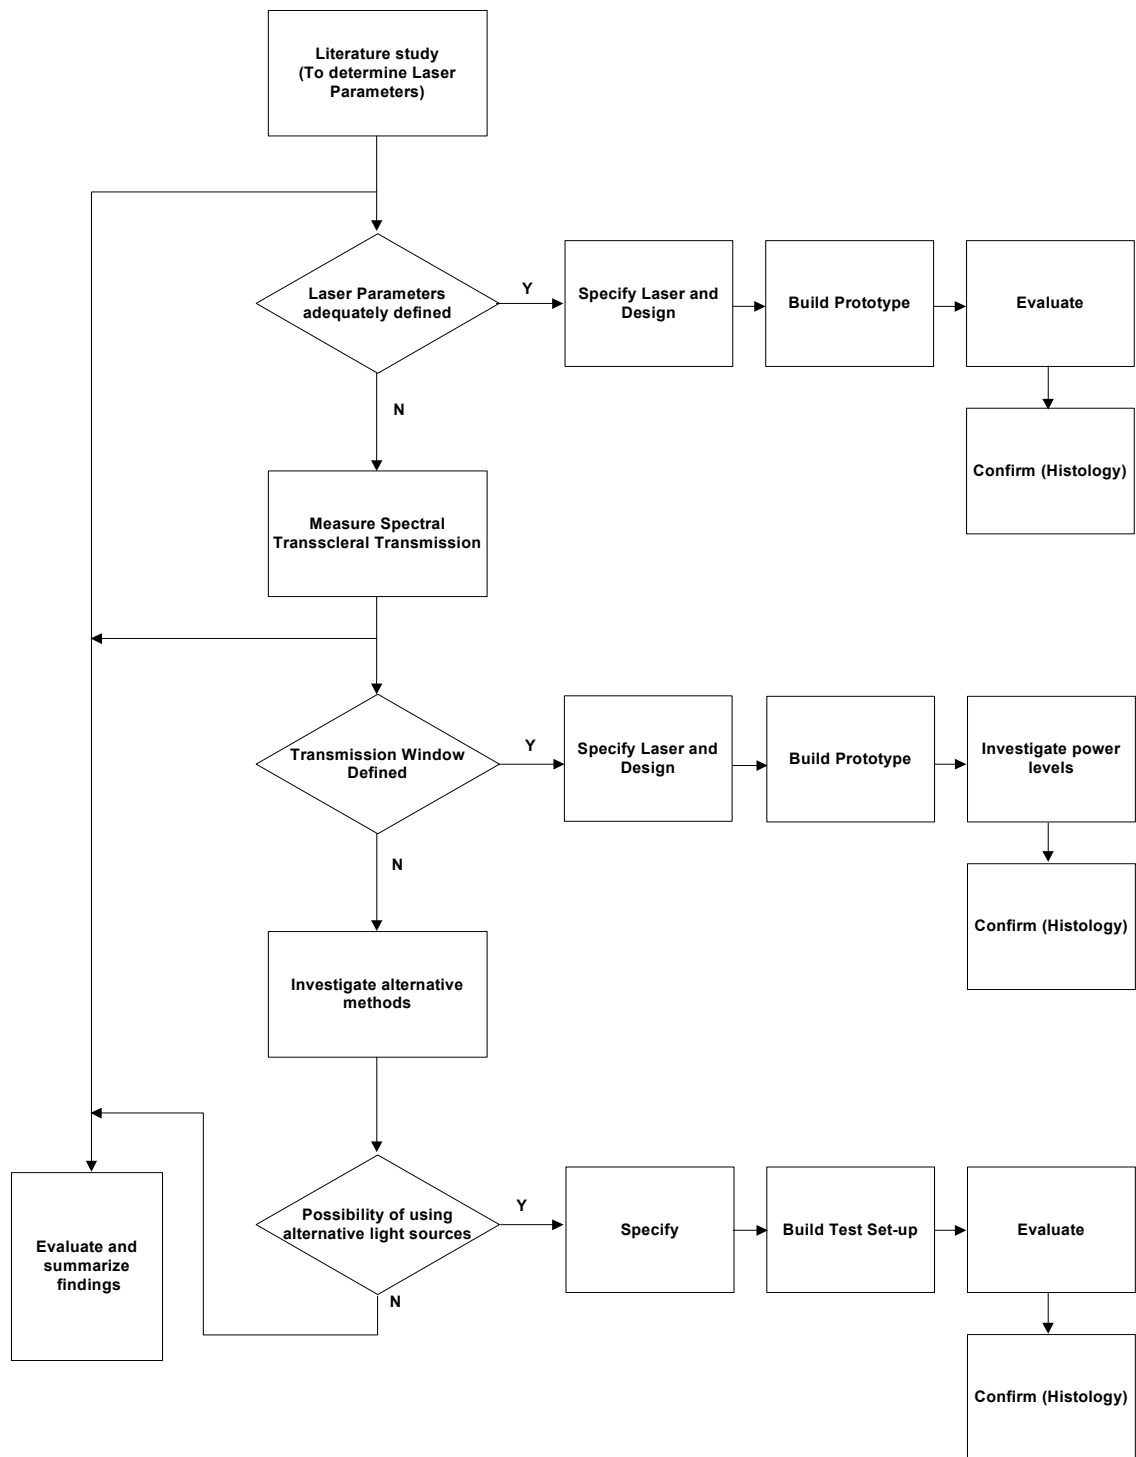 Literature study
(To determine Laser
Parameters)
Laser Parameters
adequately defined
Y
Specify Laser and
Design
Build Prototype
Evaluate
N
Confirm (Histology)
Measure Spectral
Transscleral Transmission
Transmission Window
Defined
Y
Specify Laser and
Design
Build Prototype
Investigate power
levels
N
Confirm (Histology)
Investigate alternative
methods
Possibility of using
alternative light sources
Y
Specify
Build Test Set-up
Evaluate
N
Evaluate and
summarize
findings
Confirm (Histology)